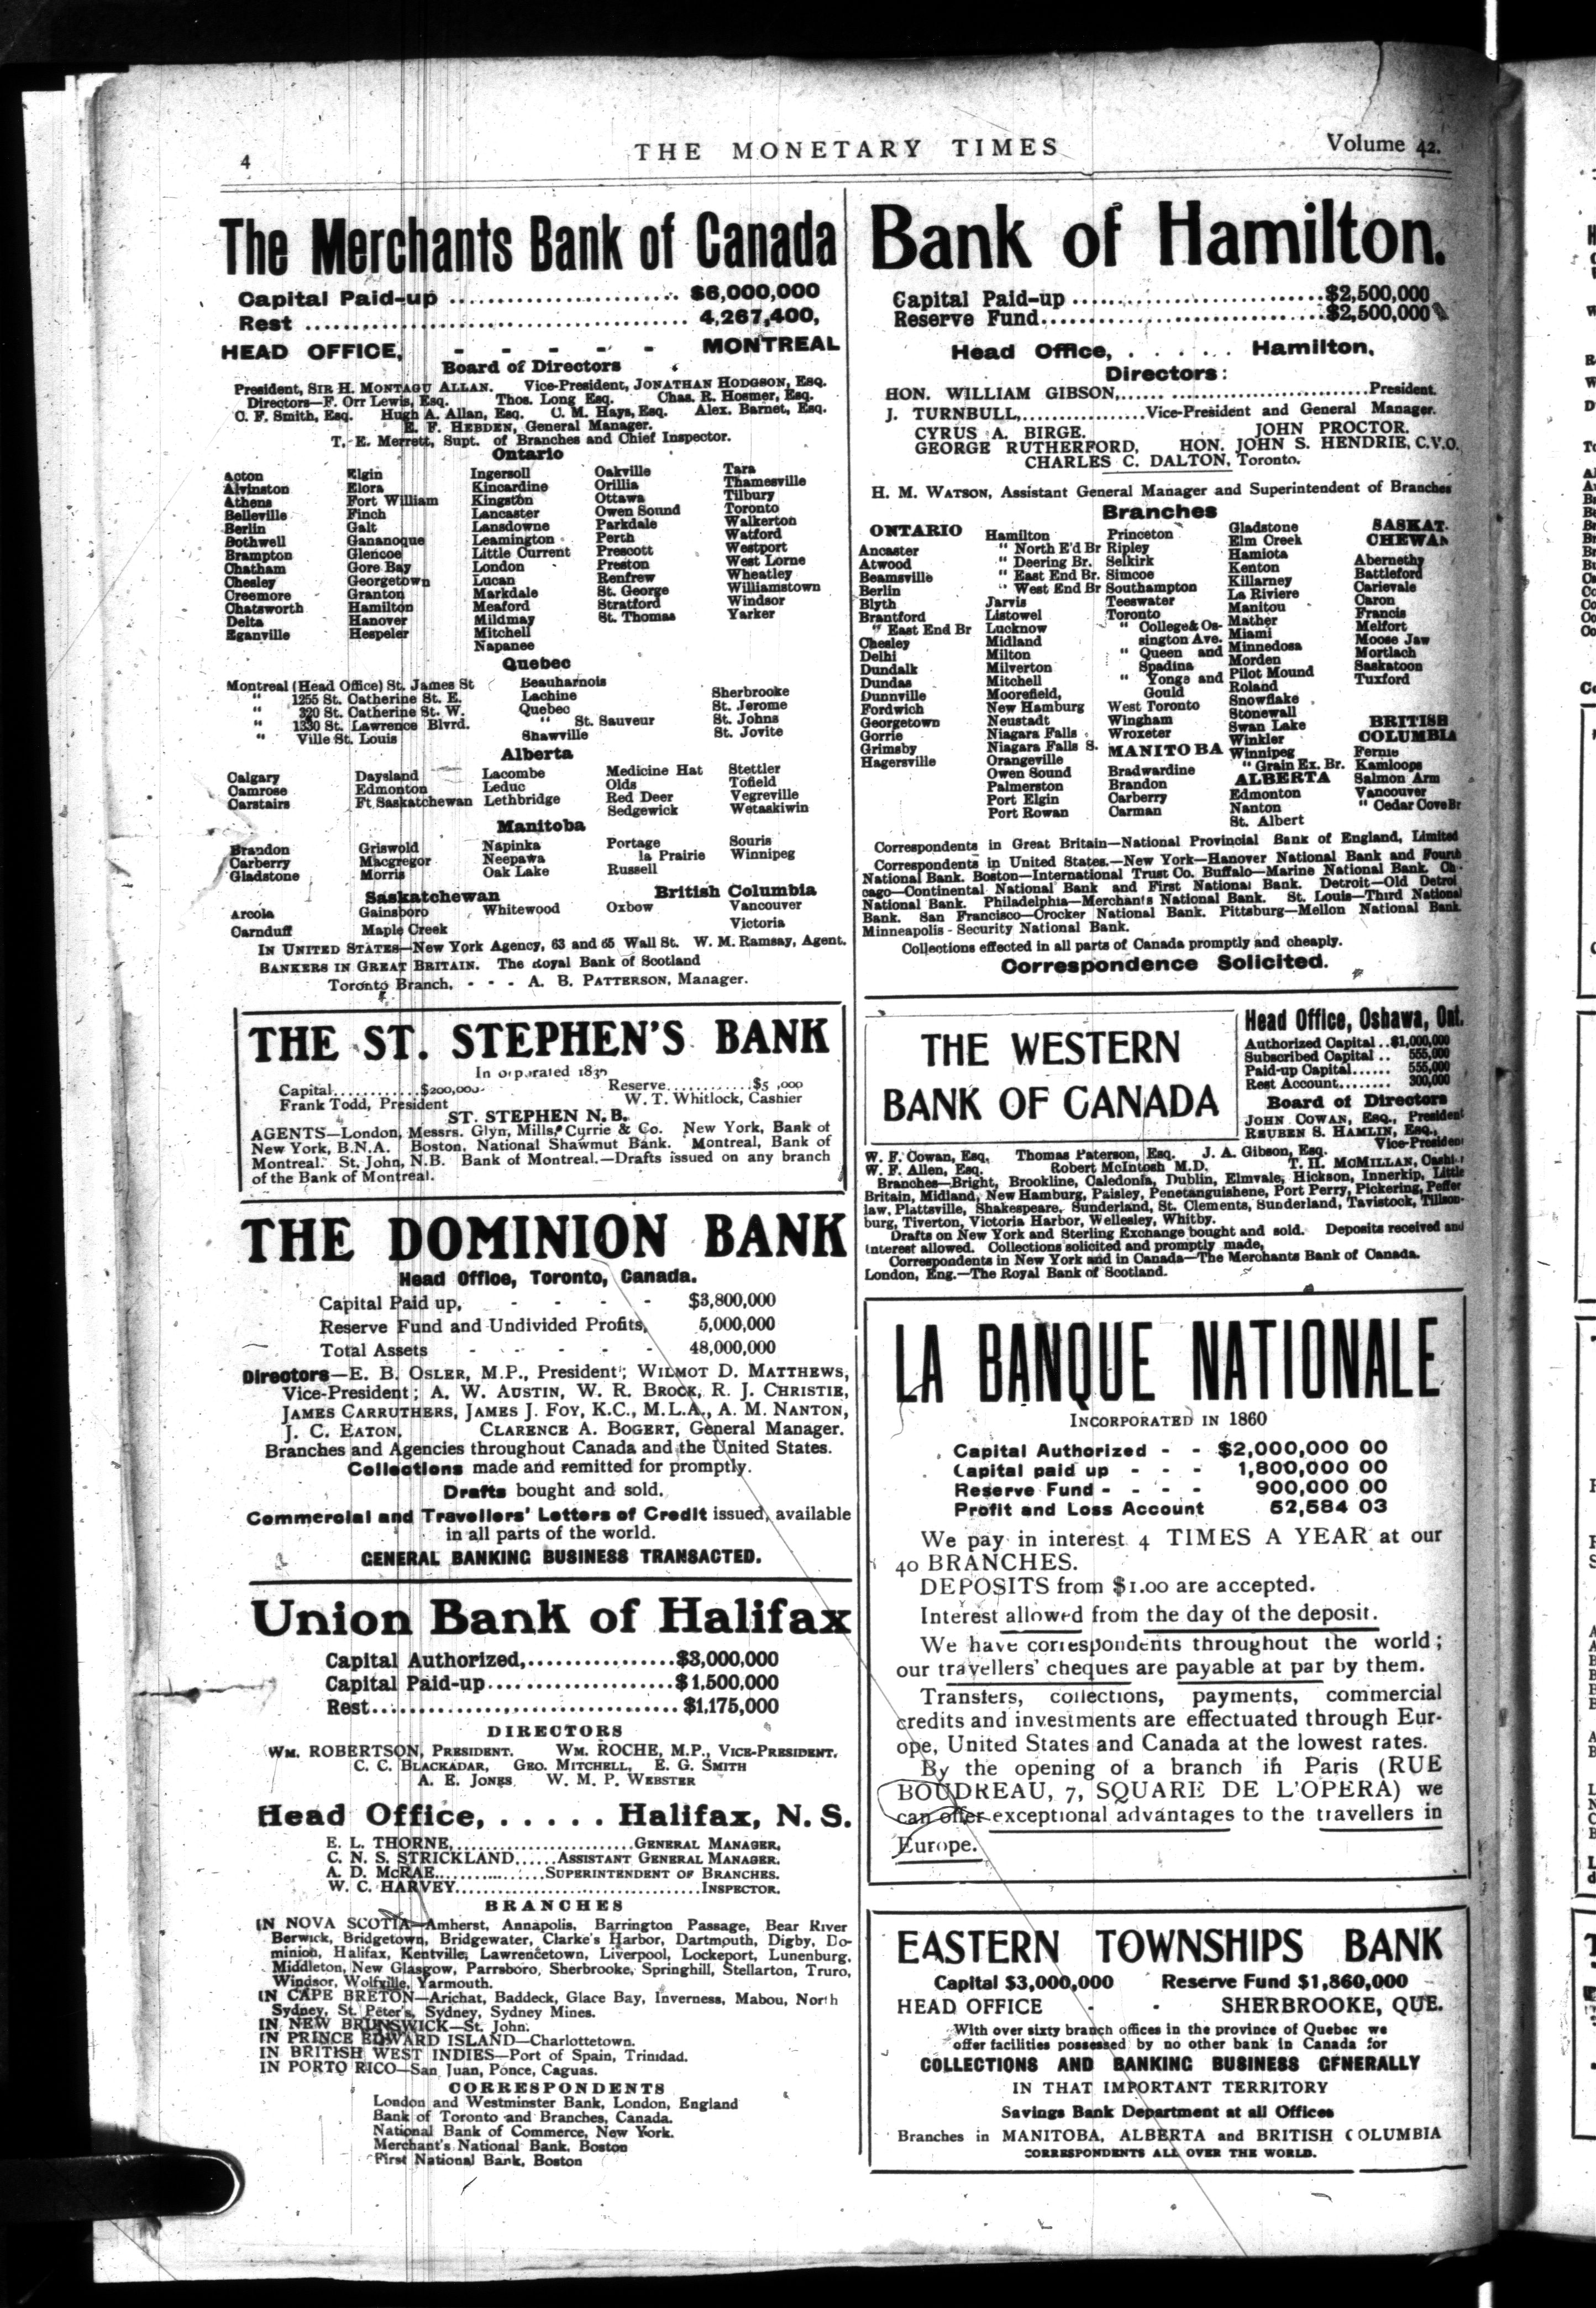 4
THE MONETARY TIMES
Volume 42.
The Merchants Bank of Canada
Capital Paid-up ........................ $6,000,000
Rest ........................ 4,267,400,
HEAD OFFICE, - - - - - MONTREAL
Board of Directors
President, SIR H. MONTAGU ALLAN. Vice-President, JONATHAN HODGSON, Esq.
Directors—F. Orr Lewis, Esq. Thos. Long Esq. Chas. R. Hosmer, Esq.
C. F. Smith, Esq. Hugh A. Allan, Esq. C. M. Hays, Esq. Alex. Barnet, Esq.
E. F. HEBDEN, General Manager.
T. E. Merrett, Supt. of Branches and Chief Inspector.
Ontario
Acton Elgin Ingersoll Oakville Tara
Alvinston Elora Kincardine Orillia Thamesville
Athens Fort William Kingston Ottawa Tilbury
Belleville Finch Lancaster Owen Sound Toronto
Berlin Galt Lansdowne Parkdale Walkerton
Bothwell Gananoque Leamington Perth Watford
Brampton Glencoe Little Current Prescott Westport
Chatham Gore Bay London Preston West Lorne
Chesley Georgetown Lucan Renfrew Wheatley
Creemore Granton Markdale St. George Williamstown
Chatsworth Hamilton Meaford Stratford Windsor
Delta Hanover Mildmay St. Thomas Yarker
Eganville Hespeler Mitchell
Napanee
Quebec
Montreal (Head Office) St. James St Beauharnois
" 1255 St. Catherine St. E. Lachine Sherbrooke
" 320 St. Catherine St. W. Quebec St. Jerome
" 1330 St. Lawrence Blvrd. " St. Sauveur St. Johns
" Ville St. Louis Shawville St. Jovite
Alberta
Calgary Daysland Lacombe Medicine Hat Stettler
Camrose Edmonton Leduc Olds Tofield
Carstairs Ft Saskatchewan Lethbridge Red Deer Vegreville
Sedgewick Wetaskiwin
Manitoba
Brandon Griswold Napinka Portage Souris
Carberry Macgregor Neepawa la Prairie Winnipeg
Gladstone Morris Oak Lake Russell
Saskatchewan British Columbia
Arcola Gainsboro Whitewood Oxbow Vancouver
Carnduff Maple Creek Victoria
IN UNITED STATES—New York Agency, 63 and 65 Wall St. W. M. Ramsay, Agent.
BANKERS IN GREAT BRITAIN. The Royal Bank of Scotland
Toronto Branch, - - - A. B. PATTERSON, Manager.
THE ST. STEPHEN'S BANK
Capital............$200,000 Reserve............
Frank Todd, President W. T. Whitlock, Cashier
ST. STEPHEN N. B.
AGENTS—London, Messrs. Glyn, Mills, Currie & Co. New York, Bank of
New York, B.N.A. Boston, National Shawmut Bank. Montreal, Bank of
Montreal. St. John, N.B. Bank of Montreal.—Drafts issued on any branch
of the Bank of Montreal.
THE DOMINION BANK
Head Office, Toronto, Canada.
Capital Paid up, - - - - $3,800,000
Reserve Fund and Undivided Profits, 5,000,000
Total Assets - - - - 48,000,000
Directors—E. B. OSLER, M.P., President; WILMOT D. MATTHEWS,
Vice-President; A. W. AUSTIN, W. R. BROCK, R. J. CHRISTIE,
JAMES CARRUTHERS, JAMES J. FOY, K.C., M.L.A., A. M. NANTON,
J. C. EATON. CLARENCE A. BOGERT, General Manager.
Branches and Agencies throughout Canada and the United States.
Collections made and remitted for promptly.
Drafts bought and sold.
Commercial and Travellers' Letters of Credit issued, available
in all parts of the world.
GENERAL BANKING BUSINESS TRANSACTED.
Union Bank of Halifax
Capital Authorized,................$3,000,000
Capital Paid-up....................$1,500,000
Rest...............................$1,175,000
DIRECTORS
WM. ROBERTSON, PRESIDENT. WM. ROCHE, M.P., VICE-PRESIDENT.
C. C. BLACKADAR, GEO. MITCHELL, E. G. SMITH
A. E. JONES W. M. P. WEBSTER
Head Office, . . . . . Halifax, N. S.
E. L. THORNE,........................GENERAL MANAGER,
C. N. S. STRICKLAND......ASSISTANT GENERAL MANAGER.
A. D. McRAE...............SUPERINTENDENT OF BRANCHES.
W. C. HARVEY..............................INSPECTOR.
BRANCHES
IN NOVA SCOTIA—Amherst, Annapolis, Barrington Passage, Bear River
Berwick, Bridgetown, Bridgewater, Clarke's Harbor, Dartmouth, Digby, Do-
minion, Halifax, Kentville, Lawrencetown, Liverpool, Lockeport, Lunenburg,
Middleton, New Glasgow, Parrsboro, Sherbrooke, Springhill, Stellarton, Truro,
Windsor, Wolfville, Yarmouth.
IN CAPE BRETON—Arichat, Baddeck, Glace Bay, Inverness, Mabou, North
Sydney, St. Peter's, Sydney, Sydney Mines.
IN NEW BRUNSWICK—St. John.
IN PRINCE EDWARD ISLAND—Charlottetown.
IN BRITISH WEST INDIES—Port of Spain, Trinidad.
IN PORTO RICO—San Juan, Ponce, Caguas.
CORRESPONDENTS
London and Westminster Bank, London, England
Bank of Toronto and Branches, Canada.
National Bank of Commerce, New York.
Merchant's National Bank, Boston
First National Bank, Boston
Bank of Hamilton.
Capital Paid-up ..........................$2,500,000
Reserve Fund..............................$2,500,000
Head Office, . . . . . Hamilton,
Directors:
HON. WILLIAM GIBSON,..............................President.
J. TURNBULL,................Vice-President and General Manager.
CYRUS A. BIRGE. JOHN PROCTOR.
GEORGE RUTHERFORD, HON. JOHN S. HENDRIE, C.V.O.
CHARLES C. DALTON, Toronto.
H. M. WATSON, Assistant General Manager and Superintendent of Branches
Branches
ONTARIO
Ancaster
Atwood
Beamsville
Berlin
Blyth
Brantford
" East End Br
Chesley
Delhi
Dundalk
Dundas
Dunnville
Fordwich
Georgetown
Gorrie
Grimsby
Hagersville
Hamilton
" North E'd Br
" Deering Br.
" East End Br.
" West End Br
Jarvis
Listowel
Lucknow
Midland
Milton
Milverton
Mitchell
Moorefield,
New Hamburg
Neustadt
Niagara Falls
Niagara Falls S.
Orangeville
Owen Sound
Palmerston
Port Elgin
Port Rowan
Princeton
Ripley
Selkirk
Simcoe
Southampton
Teeswater
Toronto
" College & Os-
sington Ave.
" Queen and
Spadina
" Yonge and
Gould
West Toronto
Wingham
Wroxeter
MANITOBA
Bradwardine
Brandon
Carberry
Carman
Gladstone
Elm Creek
Hamiota
Kenton
Killarney
La Riviere
Manitou
Mather
Miami
Minnedosa
Morden
Pilot Mound
Roland
Snowflake
Stonewall
Swan Lake
Winkler
Winnipeg
" Grain Ex. Br.
ALBERTA
Edmonton
Nanton
St. Albert
SASKAT-
CHEWAN
Abernethy
Battleford
Carievale
Caron
Francis
Melfort
Moose Jaw
Mortlach
Saskatoon
Tuxford
BRITISH
COLUMBIA
Fernie
Kamloops
Salmon Arm
Vancouver
" Cedar Cove Br
Correspondents in Great Britain—National Provincial Bank of England, Limited
Correspondents in United States.—New York—Hanover National Bank and Fourth
National Bank. Boston—International Trust Co. Buffalo—Marine National Bank. Chi-
cago—Continental National Bank and First National Bank. Detroit—Old Detroi
National Bank. Philadelphia—Merchants National Bank. St. Louis—Third National
Bank. San Francisco—Crocker National Bank. Pittsburg—Mellon National Bank
Minneapolis - Security National Bank.
Collections effected in all parts of Canada promptly and cheaply.
Correspondence Solicited.
THE WESTERN
BANK OF CANADA
Head Office, Oshawa, Ont.
Authorized Capital ..$1,000,000
Subscribed Capital .. 555,000
Paid-up Capital...... 555,000
Rest Account........ 300,000
Board of Directors
JOHN COWAN, ESQ., President
REUBEN S. HAMLIN, ESQ.,
Vice-President
W. F. Cowan, Esq. Thomas Paterson, Esq. J. A. Gibson, Esq.
W. F. Allen, Esq. Robert McIntosh M.D. T. H. MCMILLAN, Cashier
Branches—Bright, Brookline, Caledonia, Dublin, Elmvale, Hickson, Innerkip, Little
Britain, Midland, New Hamburg, Paisley, Penetanguishene, Port Perry, Pickering, Peffer
law, Plattsville, Shakespeare, Sunderland, St. Clements, Sunderland, Tavistock, Tillson-
burg, Tiverton, Victoria Harbor, Wellesley, Whitby.
Drafts on New York and Sterling Exchange bought and sold. Deposits received and
interest allowed. Collections solicited and promptly made,
Correspondents in New York and in Canada—The Merchants Bank of Canada.
London, Eng.—The Royal Bank of Scotland.
LA BANQUE NATIONALE
INCORPORATED IN 1860
Capital Authorized - - $2,000,000 00
Capital paid up - - - 1,800,000 00
Reserve Fund - - - - 900,000 00
Profit and Loss Account 52,584 03
We pay in interest 4 TIMES A YEAR at our
40 BRANCHES.
DEPOSITS from $1.00 are accepted.
Interest allowed from the day of the deposit.
We have correspondents throughout the world;
our travellers' cheques are payable at par by them.
Transfers, collections, payments, commercial
credits and investments are effectuated through Eur-
ope, United States and Canada at the lowest rates.
By the opening of a branch in Paris (RUE
BOUDREAU, 7, SQUARE DE L'OPERA) we
can offer exceptional advantages to the travellers in
Europe.
EASTERN TOWNSHIPS BANK
Capital $3,000,000 Reserve Fund $1,860,000
HEAD OFFICE - - SHERBROOKE, QUE.
With over sixty branch offices in the province of Quebec we
offer facilities possessed by no other bank in Canada for
COLLECTIONS AND BANKING BUSINESS GENERALLY
IN THAT IMPORTANT TERRITORY
Savings Bank Department at all Offices
Branches in MANITOBA, ALBERTA and BRITISH COLUMBIA
CORRESPONDENTS ALL OVER THE WORLD.